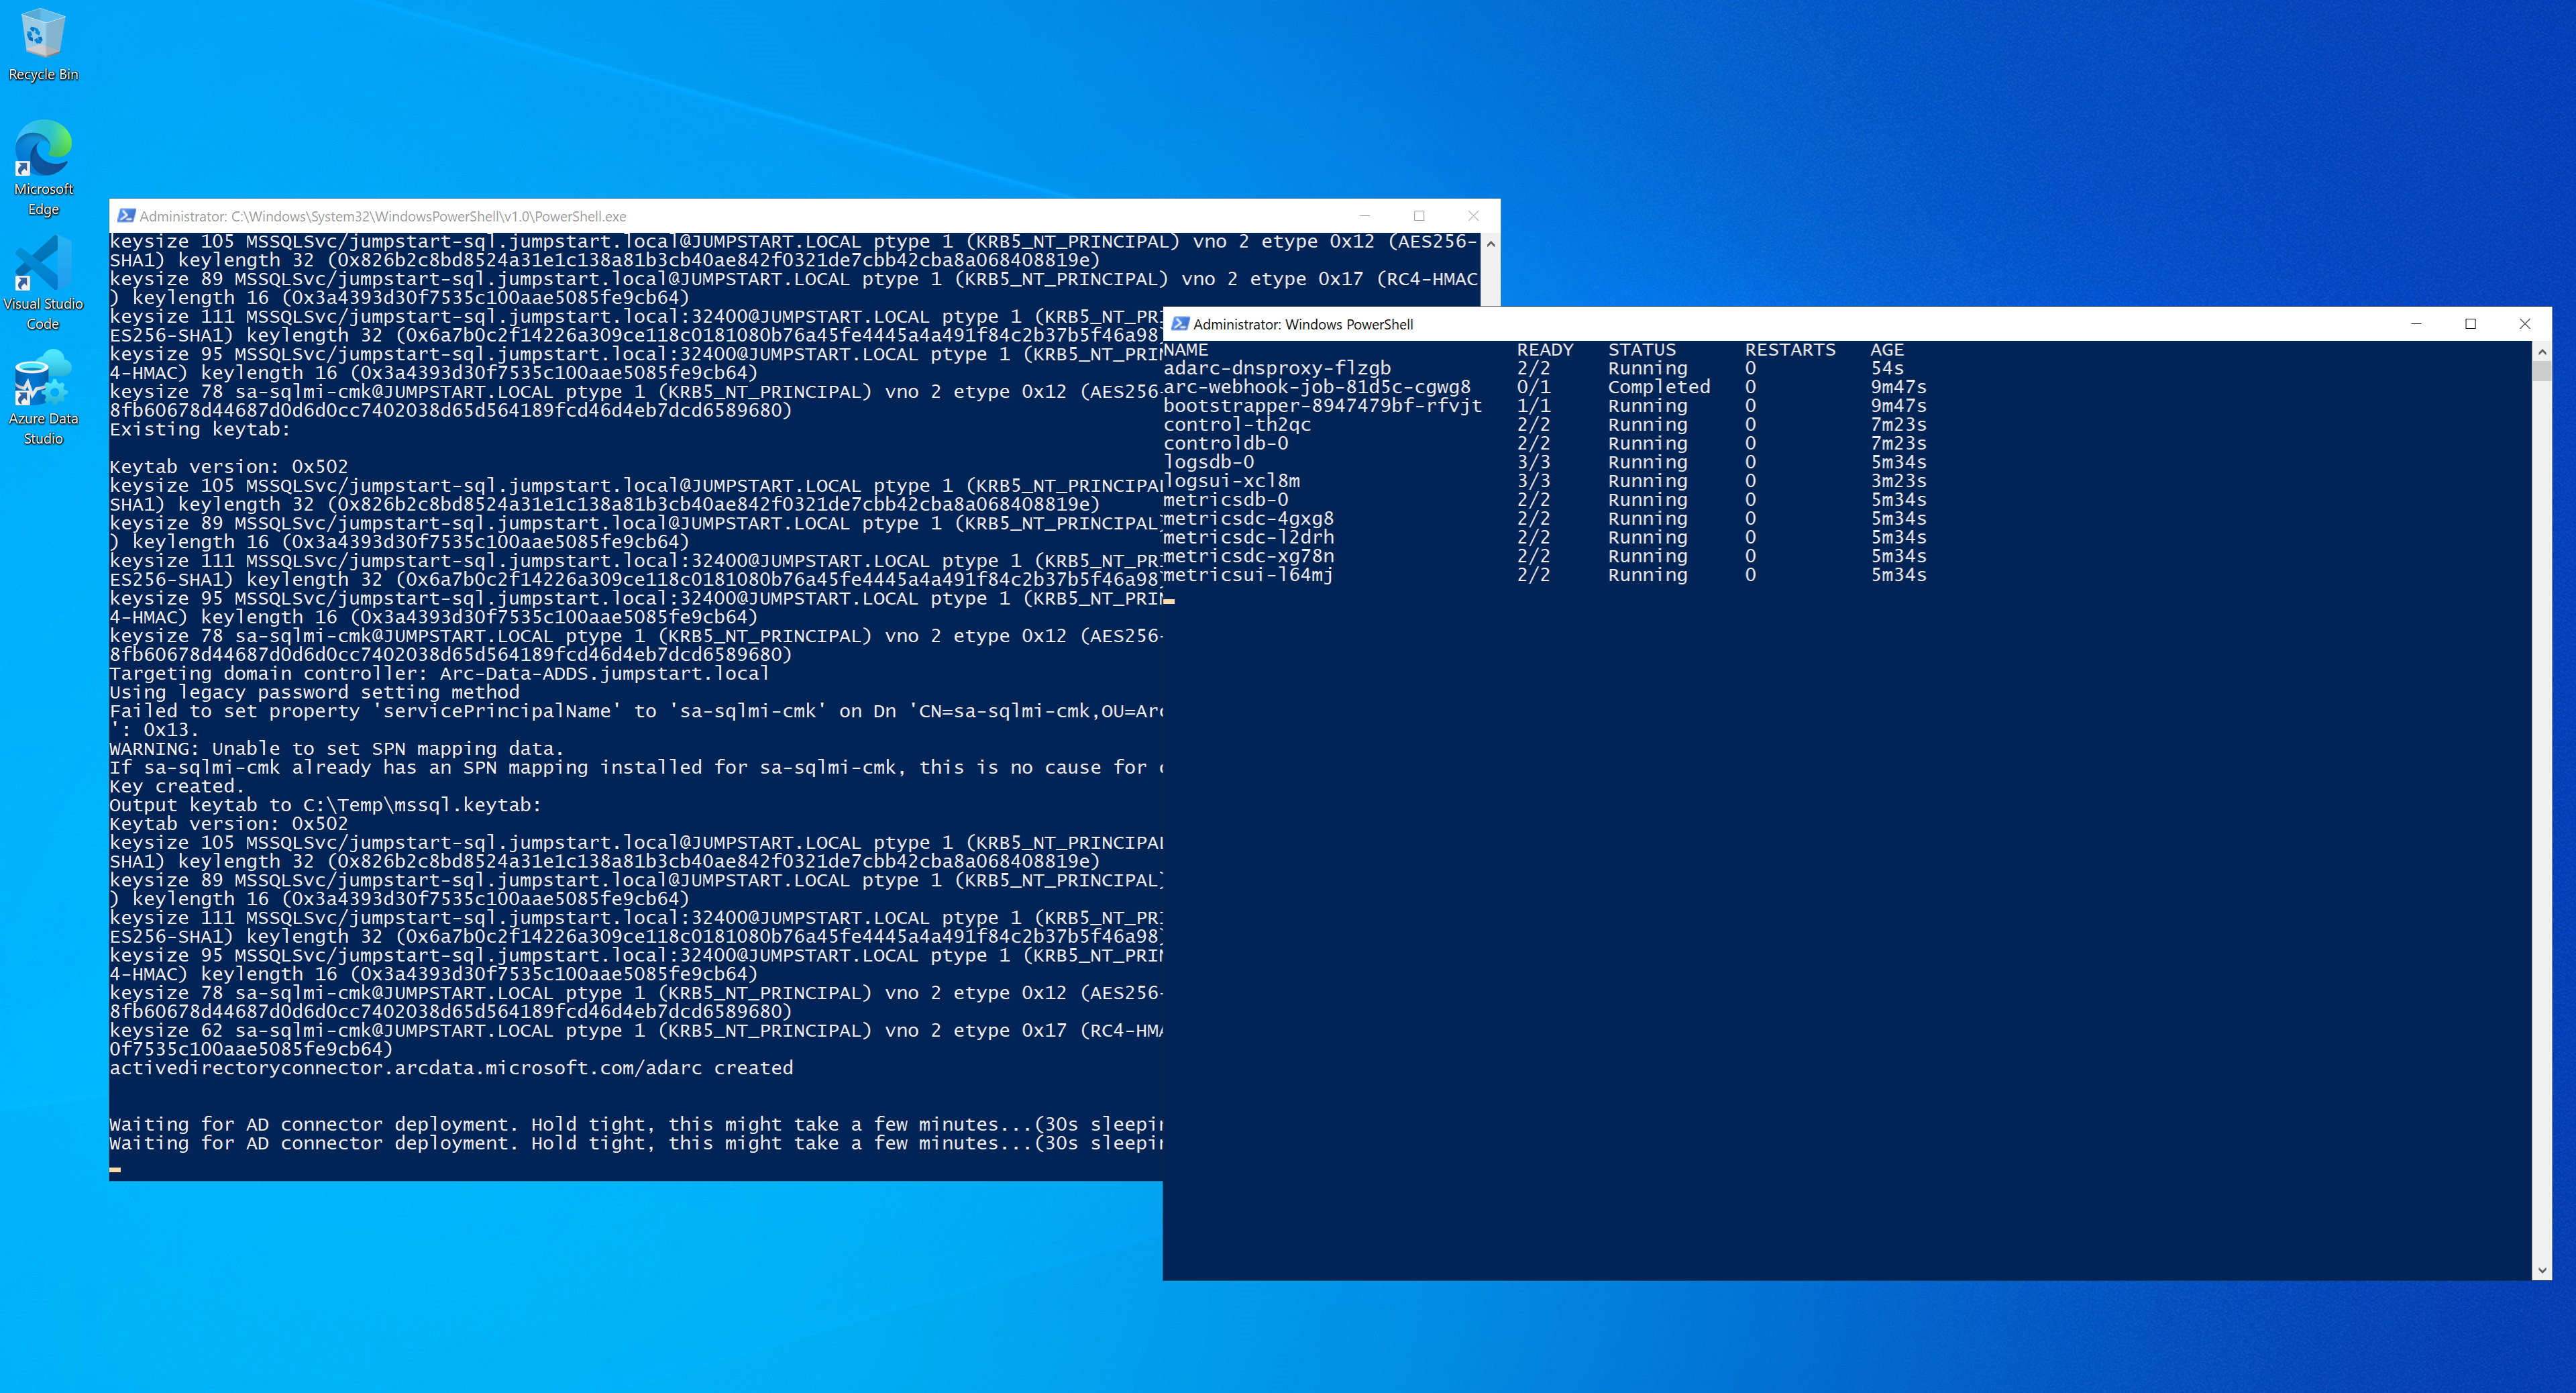 Recycle Bin
Microsoft
Edge
Visual Studio
Code
Azure Data
Studio
Administrator: C:\Windows\System32\WindowsPowerShell\v1.0\PowerShell.exe
keysize 105 MSSQLSvc/jumpstart-sql.jumpstart.local@JUMPSTART.LOCAL ptype 1 (KRB5_NT_PRINCIPAL) vno 2 etype 0x12 (AES256-
SHA1) keylength 32 (0x826b2c8bd8524a31e1c138a81b3cb40ae842f0321de7cbb42cba8a068408819e)
keysize 89 MSSQLSvc/jumpstart-sql.jumpstart.local@JUMPSTART.LOCAL ptype 1 (KRB5_NT_PRINCIPAL) vno 2 etype 0x17 (RC4-HMAC
) keylength 16 (0x3a4393d30f7535c100aae5085fe9cb64)
keysize 111 MSSQLSvc/jumpstart-sql.jumpstart.local:32400@JUMPSTART.LOCAL ptype 1 (KRB5_NT_PR
ES256-SHA1) keylength 32 (0x6a7b0c2f14226a309ce118c0181080b76a45fe4445a4a491f84c2b37b5f46a98)
keysize 95 MSSQLSvc/jumpstart-sql.jumpstart.local:32400@JUMPSTART.LOCAL ptype 1 (KRB5_NT_PRIN
4-HMAC) keylength 16 (0x3a4393d30f7535c100aae5085fe9cb64)
keysize 78 sa-sqlmi-cmk@JUMPSTART.LOCAL ptype 1 (KRB5_NT_PRINCIPAL) vno 2 etype 0x12 (AES256-
8fb60678d44687d0d6d0cc7402038d65d564189fcd46d4eb7dcd6589680)
Existing keytab:
Keytab version: 0x502
keysize 105 MSSQLSvc/jumpstart-sql.jumpstart.local@JUMPSTART.LOCAL ptype 1 (KRB5_NT_PRINCIPAL
SHA1) keylength 32 (0x826b2c8bd8524a31e1c138a81b3cb40ae842f0321de7cbb42cba8a068408819e)
keysize 89 MSSQLSvc/jumpstart-sql.jumpstart.local@JUMPSTART.LOCAL ptype 1 (KRB5_NT_PRINCIPAL)
) keylength 16 (0x3a4393d30f7535c100aae5085fe9cb64)
keysize 111 MSSQLSvc/jumpstart-sql.jumpstart.local:32400@JUMPSTART.LOCAL ptype 1 (KRB5_NT_PR
ES256-SHA1) keylength 32 (0x6a7b0c2f14226a309ce118c0181080b76a45fe4445a4a491f84c2b37b5f46a98)
keysize 95 MSSQLSvc/jumpstart-sql.jumpstart.local:32400@JUMPSTART.LOCAL ptype 1 (KRB5_NT_PRIN
4-HMAC) keylength 16 (0x3a4393d30f7535c100aae5085fe9cb64)
keysize 78 sa-sqlmi-cmk@JUMPSTART.LOCAL ptype 1 (KRB5_NT_PRINCIPAL) vno 2 etype 0x12 (AES256-
8fb60678d44687d0d6d0cc7402038d65d564189fcd46d4eb7dcd6589680)
Targeting domain controller: Arc-Data-ADDS.jumpstart.local
Using legacy password setting method
Failed to set property 'servicePrincipalName' to 'sa-sqlmi-cmk' on Dn 'CN=sa-sqlmi-cmk,OU=Arc
': 0x13.
WARNING: Unable to set SPN mapping data.
If sa-sqlmi-cmk already has an SPN mapping installed for sa-sqlmi-cmk, this is no cause for
Key created.
Output keytab to C:\Temp\mssql.keytab:
Keytab version: 0x502
keysize 105 MSSQLSvc/jumpstart-sql.jumpstart.local@JUMPSTART.LOCAL ptype 1 (KRB5_NT_PRINCIPAL
SHA1) keylength 32 (0x826b2c8bd8524a31e1c138a81b3cb40ae842f0321de7cbb42cba8a068408819e)
keysize 89 MSSQLSvc/jumpstart-sql.jumpstart.local@JUMPSTART.LOCAL ptype 1 (KRB5_NT_PRINCIPAL)
) keylength 16 (0x3a4393d30f7535c100aae5085fe9cb64)
keysize 111 MSSQLSvc/jumpstart-sql.jumpstart.local:32400@JUMPSTART.LOCAL ptype 1 (KRB5_NT_PR
ES256-SHA1) keylength 32 (0x6a7b0c2f14226a309ce118c0181080b76a45fe4445a4a491f84c2b37b5f46a98)
keysize 95 MSSQLSvc/jumpstart-sql.jumpstart.local:32400@JUMPSTART.LOCAL ptype 1 (KRB5_NT_PRIN
4-HMAC) keylength 16 (0x3a4393d30f7535c100aae5085fe9cb64)
keysize 78 sa-sqlmi-cmk@JUMPSTART.LOCAL ptype 1 (KRB5_NT_PRINCIPAL) vno 2 etype 0x12 (AES256-
8fb60678d44687d0d6d0cc7402038d65d564189fcd46d4eb7dcd6589680)
keysize 62 sa-sqlmi-cmk@JUMPSTART.LOCAL ptype 1 (KRB5_NT_PRINCIPAL) vno 2 etype 0x17 (RC4-HMA
0f7535c100aae5085fe9cb64)
activedirectoryconnector.arcdata.microsoft.com/adarc created
Waiting for AD connector deployment. Hold tight, this might take a few minutes...(30s sleepin
Waiting for AD connector deployment. Hold tight, this might take a few minutes...(30s sleepin
Administrator: Windows PowerShell
NAME READY STATUS RESTARTS AGE
adarc-dnsproxy-flzgb 2/2 Running 0 54s
arc-webhook-job-81d5c-cgwg8 0/1 Completed 0 9m47s
bootstrapper-8947479bf-rfvjt 1/1 Running 0 9m47s
control-th2qc 2/2 Running 0 7m23s
controldb-0 2/2 Running 0 7m23s
logsdb-0 3/3 Running 0 5m34s
logsui-xcl8m 3/3 Running 0 3m23s
metricsdb-0 2/2 Running 0 5m34s
metricsdc-4gxg8 2/2 Running 0 5m34s
metricsdc-l2drh 2/2 Running 0 5m34s
metricsdc-xg78n 2/2 Running 0 5m34s
metricsui-l64mj 2/2 Running 0 5m34s